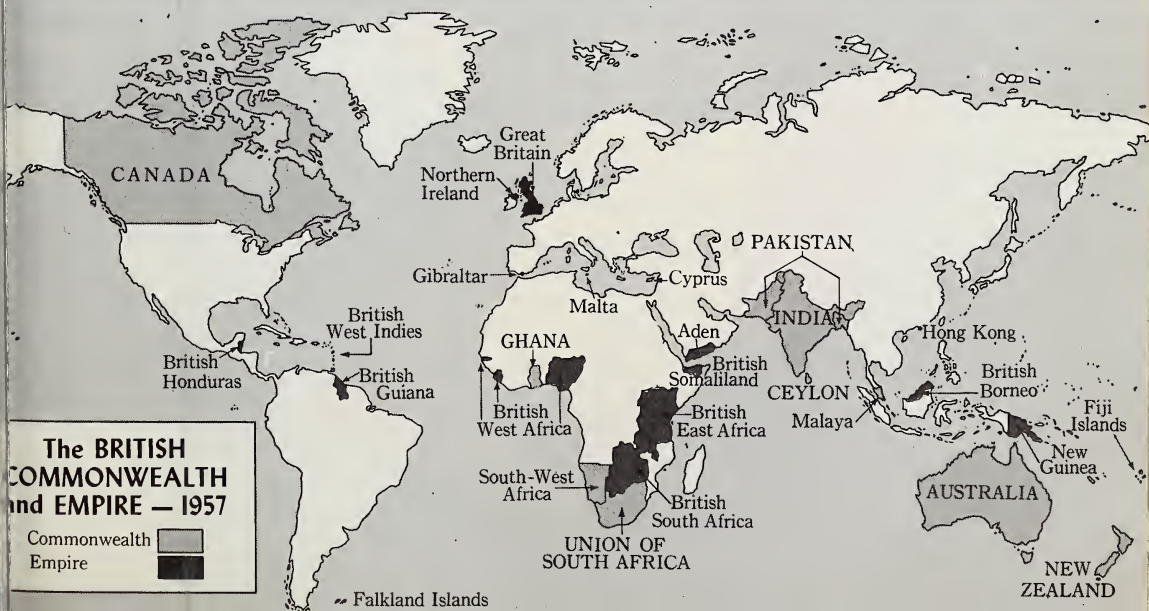 CANADA
Great
Britain
Northern
Ireland
Gibraltar
Malta
Cyprus
PAKISTAN
INDIA
Aden
British
Somaliland
CEYLON
Hong Kong
British
Borneo
Malaya
Fiji
Islands
New
Guinea
AUSTRALIA
NEW
ZEALAND
British
West Indies
British
Honduras
British
Guiana
GHANA
British
West Africa
British
East Africa
South-West
Africa
British
South Africa
UNION OF
SOUTH AFRICA
Falkland Islands
The BRITISH
COMMONWEALTH
and EMPIRE — 1957
Commonwealth
Empire